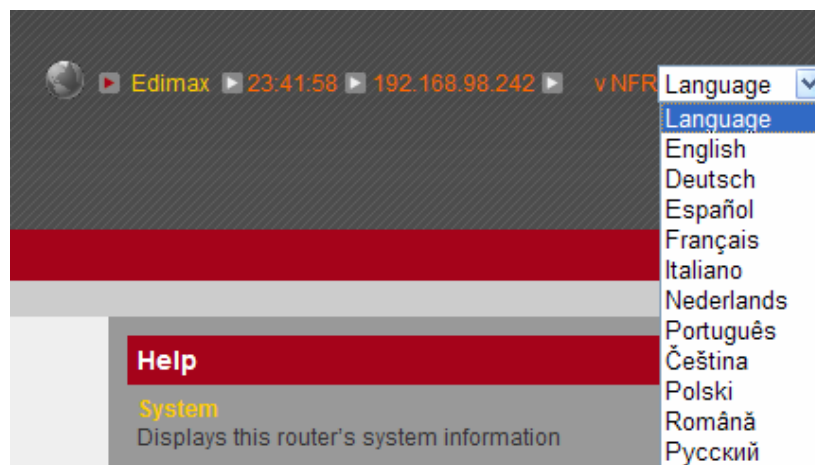 Edimax 23:41:58 192.168.98.242 v NFR Language
Language
English
Deutsch
Español
Français
Italiano
Nederlands
Português
Čeština
Polski
Română
Русский
Help
System
Displays this router's system information